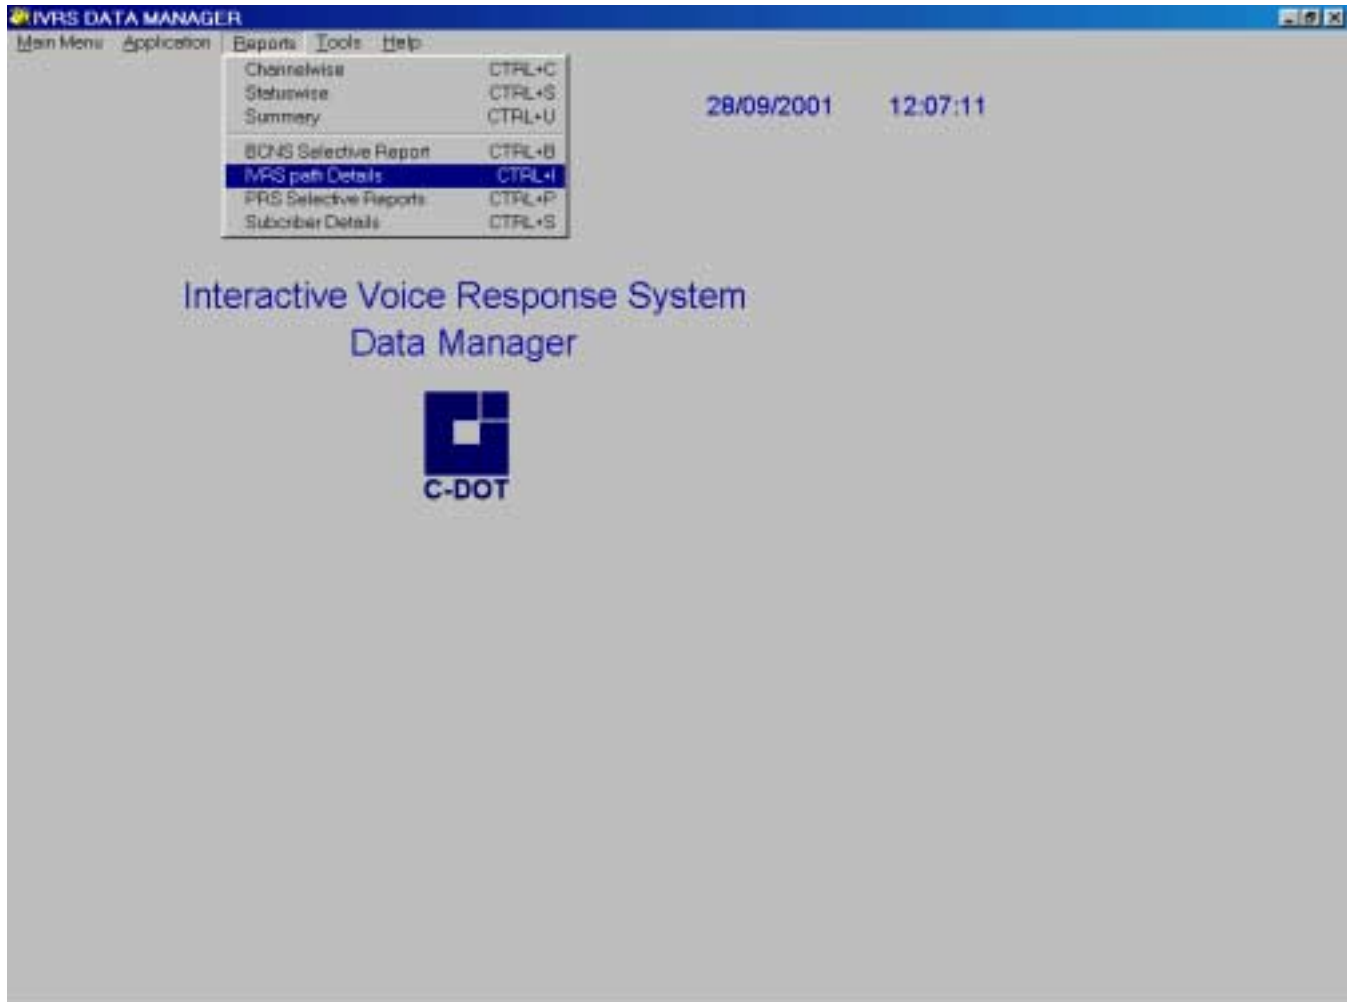 IVRS DATA MANAGER
Main Menu Application Reports Tools Help
Channelwise CTRL+C
Statuswise CTRL+S
Summary CTRL+U
28/09/2001 12:07:11
BCNS Selective Report CTRL+B
IVRS path Details CTRL+I
PRS Selective Reports CTRL+P
Subcriber Details CTRL+S
Interactive Voice Response System
Data Manager
C-DOT